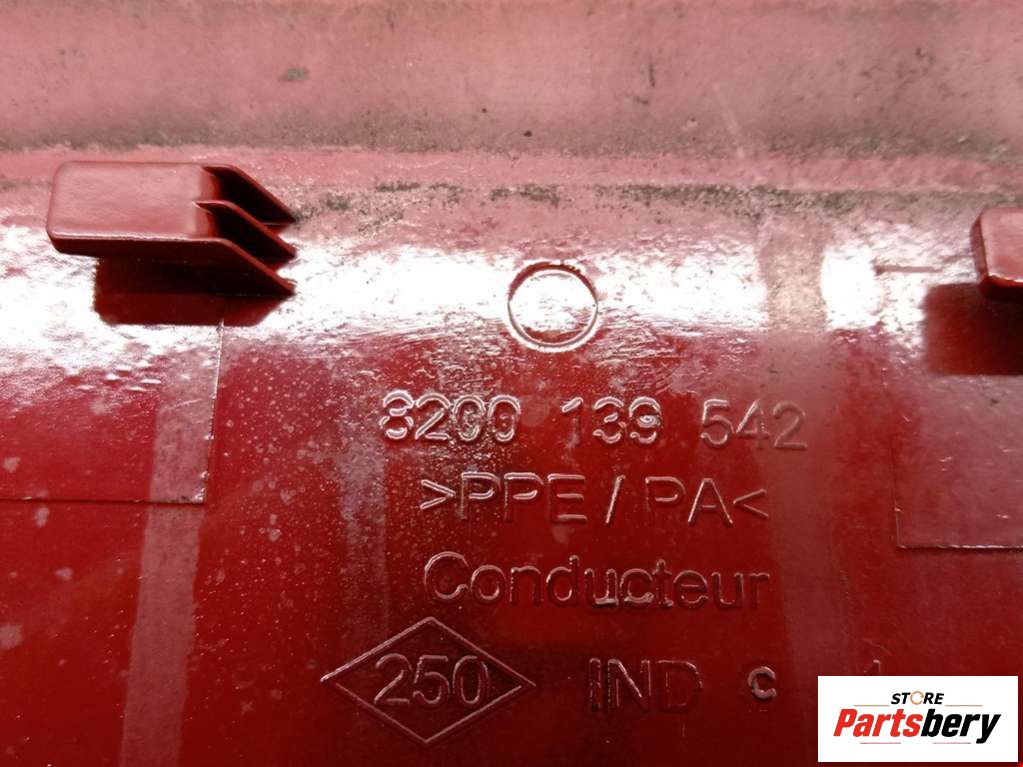 8200 139 542
>PPE / PA<
Conducteur
250 IND c
STORE
Partsbery